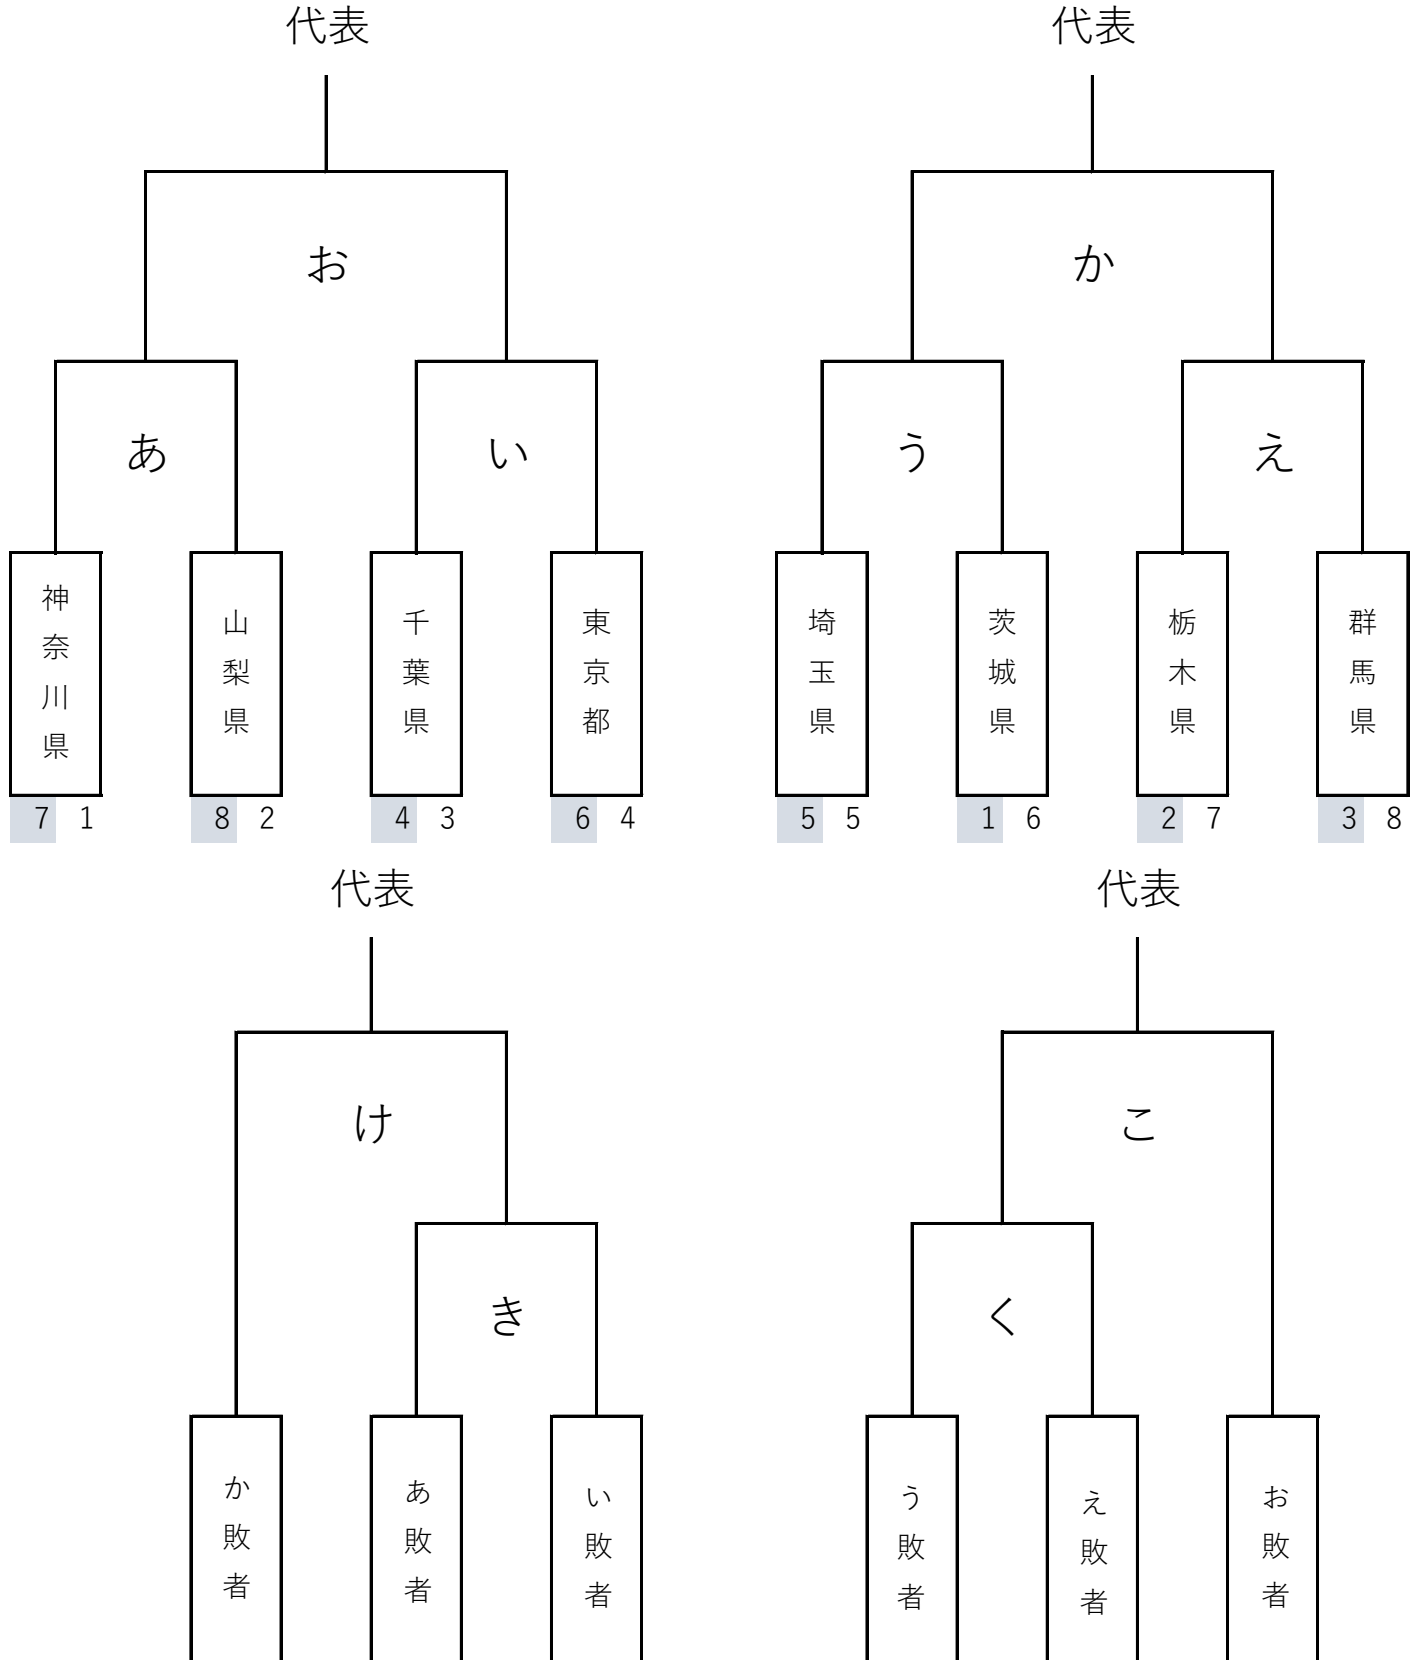 代表 代表
お か
あ い う え
神奈川県 山梨県 千葉県 東京都 埼玉県 茨城県 栃木県 群馬県
7 1 8 2 4 3 6 4 5 5 1 6 2 7 3 8
代表 代表
け こ
き く
か敗者 あ敗者 い敗者 う敗者 え敗者 お敗者